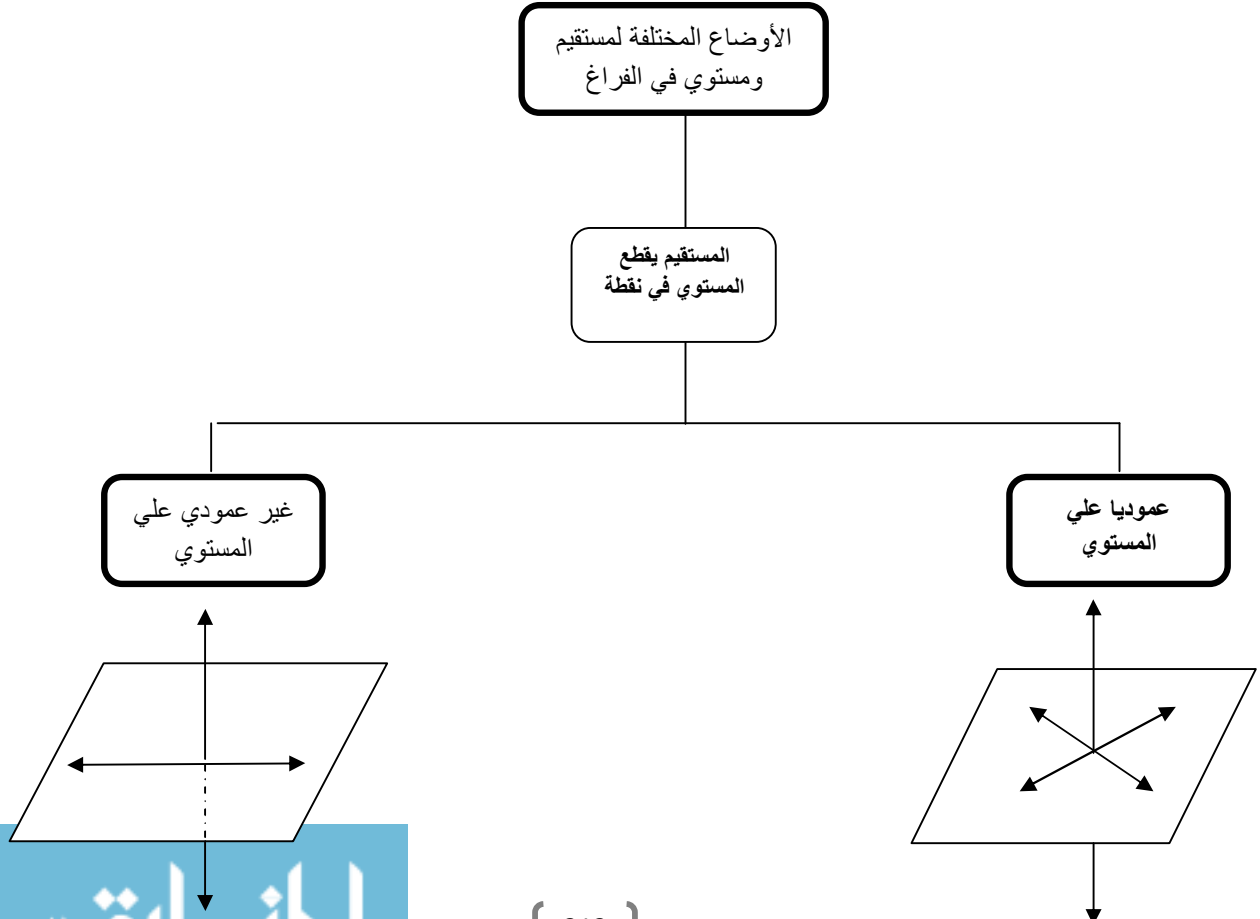 الأوضاع المختلفة لمستقيم
ومستوي في الفراغ
المستقيم يقطع
المستوي في نقطة
عموديا علي
المستوي
غير عمودي علي
المستوي